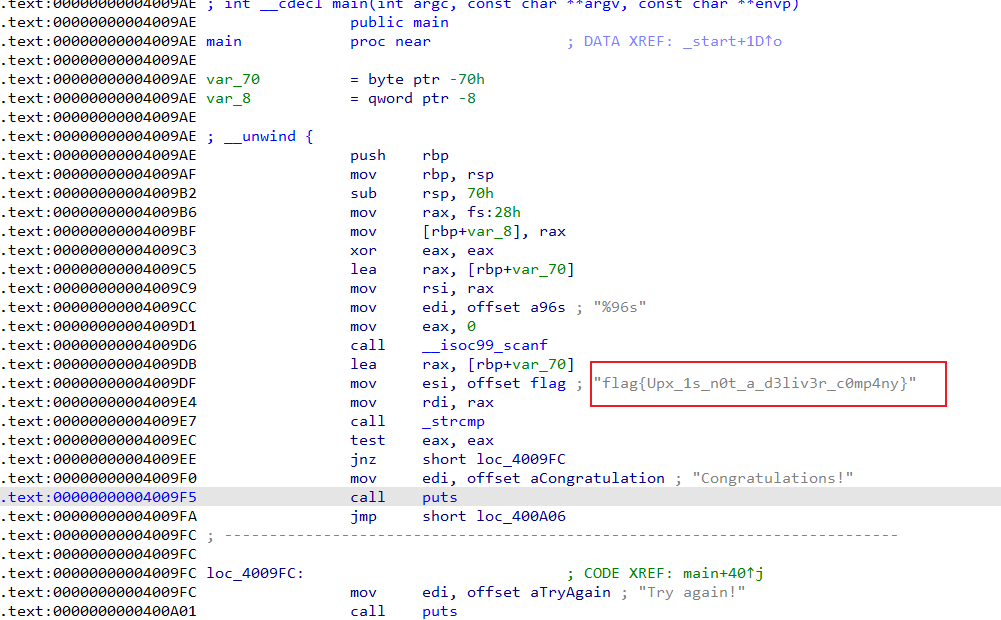 .text:00000000004009AE ; int __cdecl main(int argc, const char **argv, const char **envp)
.text:00000000004009AE public main
.text:00000000004009AE main proc near ; DATA XREF: _start+1D↑o
.text:00000000004009AE
.text:00000000004009AE var_70 = byte ptr -70h
.text:00000000004009AE var_8 = qword ptr -8
.text:00000000004009AE
.text:00000000004009AE ; __unwind {
.text:00000000004009AE push rbp
.text:00000000004009AF mov rbp, rsp
.text:00000000004009B2 sub rsp, 70h
.text:00000000004009B6 mov rax, fs:28h
.text:00000000004009BF mov [rbp+var_8], rax
.text:00000000004009C3 xor eax, eax
.text:00000000004009C5 lea rax, [rbp+var_70]
.text:00000000004009C9 mov rsi, rax
.text:00000000004009CC mov edi, offset a96s ; "%96s"
.text:00000000004009D1 mov eax, 0
.text:00000000004009D6 call __isoc99_scanf
.text:00000000004009DB lea rax, [rbp+var_70]
.text:00000000004009DF mov esi, offset flag ; "flag{Upx_1s_n0t_a_d3liv3r_c0mp4ny}"
.text:00000000004009E4 mov rdi, rax
.text:00000000004009E7 call _strcmp
.text:00000000004009EC test eax, eax
.text:00000000004009EE jnz short loc_4009FC
.text:00000000004009F0 mov edi, offset aCongratulation ; "Congratulations!"
.text:00000000004009F5 call puts
.text:00000000004009FA jmp short loc_400A06
.text:00000000004009FC ; ---------------------------------------------------------------------------
.text:00000000004009FC
.text:00000000004009FC loc_4009FC: ; CODE XREF: main+40↑j
.text:00000000004009FC mov edi, offset aTryAgain ; "Try again!"
.text:0000000000400A01 call puts